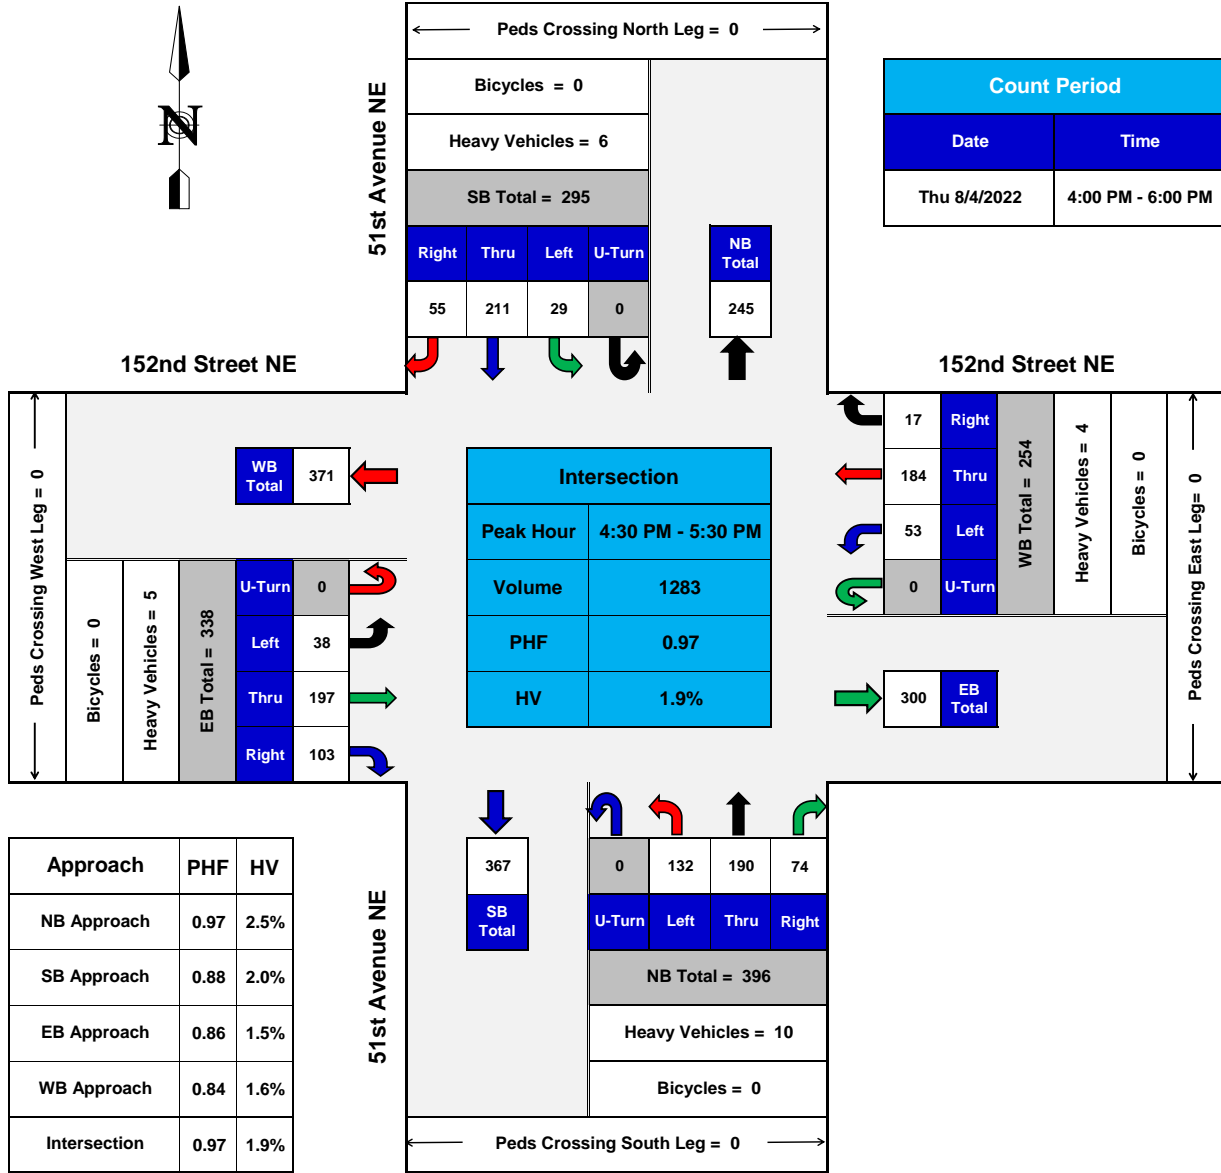 Peds Crossing North Leg = 0
N
51st Avenue NE
Bicycles = 0
Heavy Vehicles = 6
SB Total = 295
Right Thru Left U-Turn
55 211 29 0
NB
Total
245
Count Period
Date Time
Thu 8/4/2022 4:00 PM - 6:00 PM
152nd Street NE
152nd Street NE
Peds Crossing West Leg = 0
WB
Total
371
Bicycles = 0
Heavy Vehicles = 5
EB Total = 338
U-Turn 0
Left 38
Thru 197
Right 103
Intersection
Peak Hour 4:30 PM - 5:30 PM
Volume 1283
PHF 0.97
HV 1.9%
17 Right
184 Thru
53 Left
0 U-Turn
WB Total = 254
Heavy Vehicles = 4
Bicycles = 0
Peds Crossing East Leg= 0
300
EB
Total
Approach PHF HV
NB Approach 0.97 2.5%
SB Approach 0.88 2.0%
EB Approach 0.86 1.5%
WB Approach 0.84 1.6%
Intersection 0.97 1.9%
51st Avenue NE
367
SB
Total
0 132 190 74
U-Turn Left Thru Right
NB Total = 396
Heavy Vehicles = 10
Bicycles = 0
Peds Crossing South Leg = 0